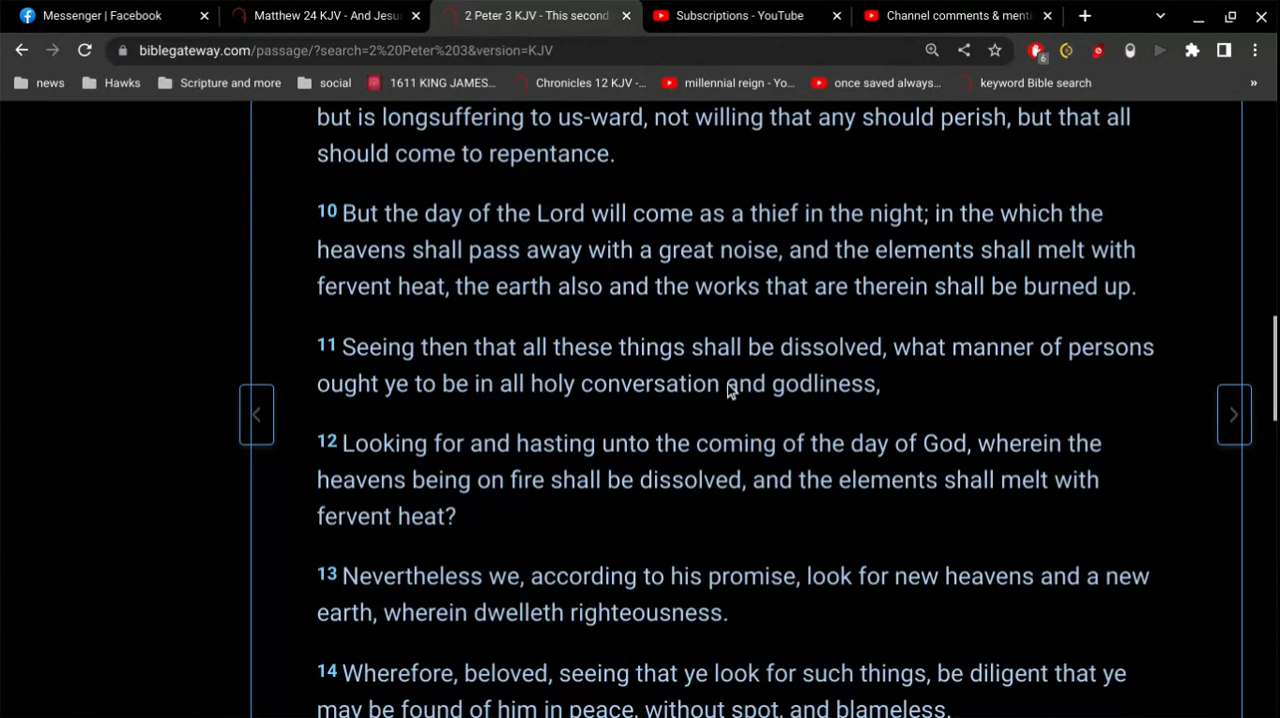 Messenger | Facebook
Matthew 24 KJV - And Jesu
2 Peter 3 KJV - This second
Subscriptions - YouTube
Channel comments & menti
biblegateway.com/passage/?search=2%20Peter%203&version=KJV
6
news
Hawks
Scripture and more
social
1611 KING JAMES...
Chronicles 12 KJV -...
millennial reign - Yo...
once saved always...
keyword Bible search
»
but is longsuffering to us-ward, not willing that any should perish, but that all
should come to repentance.
10 But the day of the Lord will come as a thief in the night; in the which the
heavens shall pass away with a great noise, and the elements shall melt with
fervent heat, the earth also and the works that are therein shall be burned up.
11 Seeing then that all these things shall be dissolved, what manner of persons
ought ye to be in all holy conversation and godliness,
12 Looking for and hasting unto the coming of the day of God, wherein the
heavens being on fire shall be dissolved, and the elements shall melt with
fervent heat?
13 Nevertheless we, according to his promise, look for new heavens and a new
earth, wherein dwelleth righteousness.
14 Wherefore, beloved, seeing that ye look for such things, be diligent that ye
may be found of him in peace, without spot, and blameless.